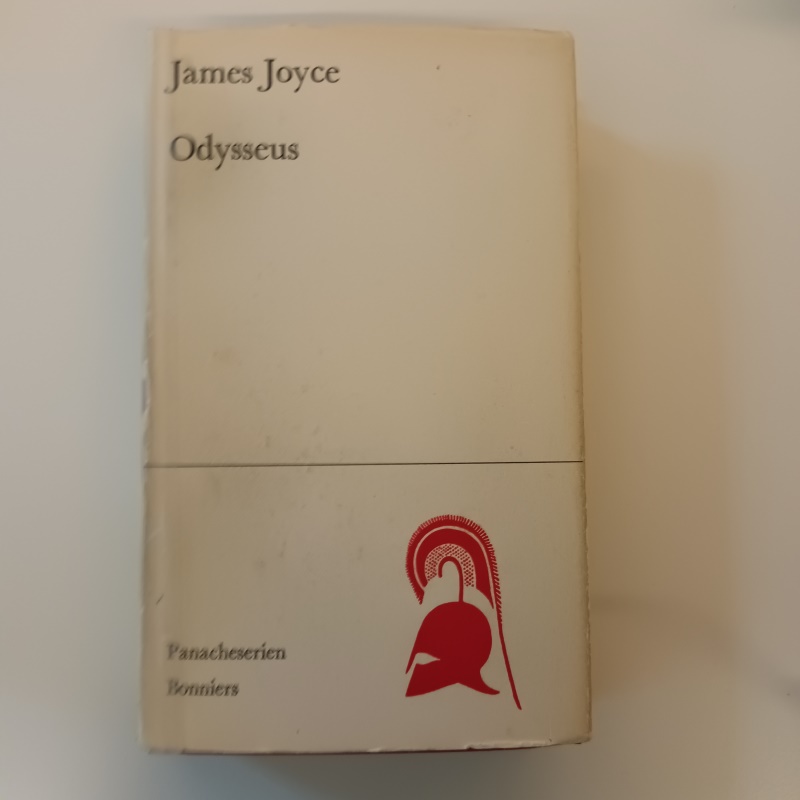 James Joyce
Odysseus
Panacheserien
Bonniers